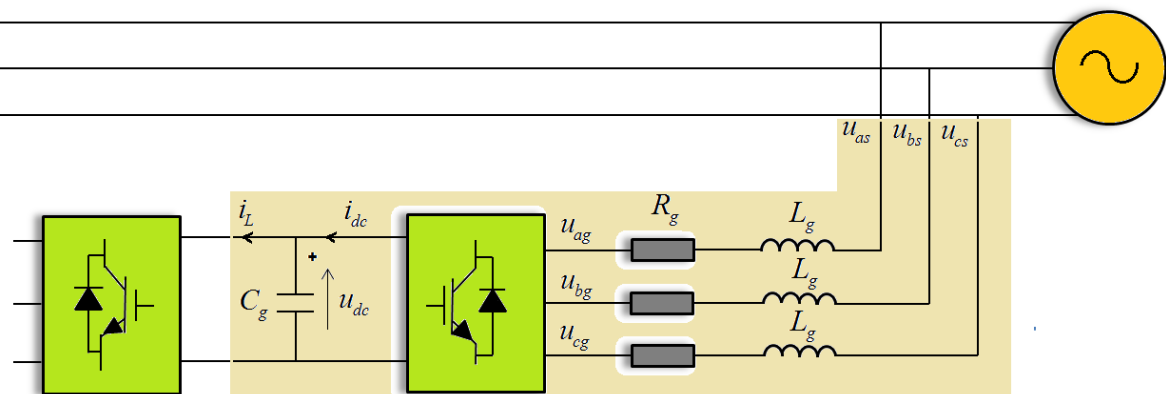 u_as u_bs u_cs
i_L i_dc R_g L_g
u_ag
L_g
u_bg
C_g + u_dc
L_g
u_cg